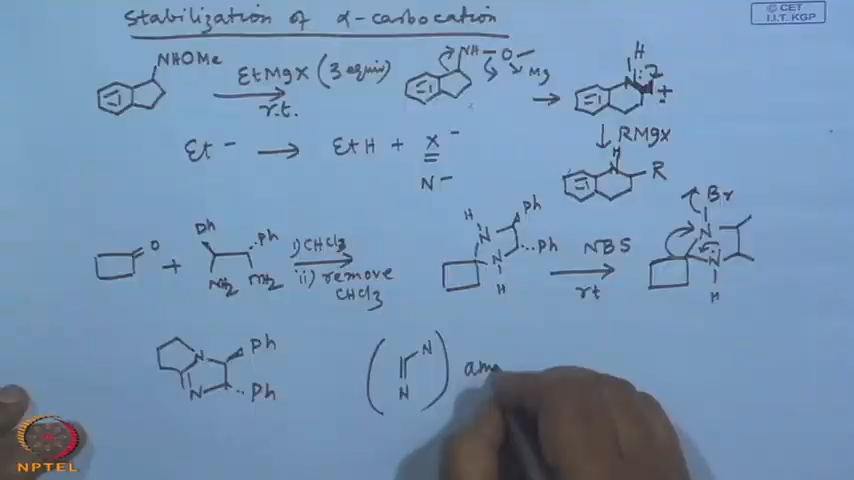 Stabilization of α-carbocation
© CET
I.I.T. KGP
NHOMe
EtMgX (3 equiv)
r.t.
NH - O
Mg
H
N
+
RMgX
H
N
R
Et⁻ → EtH + X⁻
N⁻
O
+
Ph
Ph
NH2
NH2
i) CHCl3
ii) remove
CHCl3
H
N
Ph
Ph
N
H
NBS
rt
Br
N
N
H
N
Ph
N
Ph
N
N
am
NPTEL